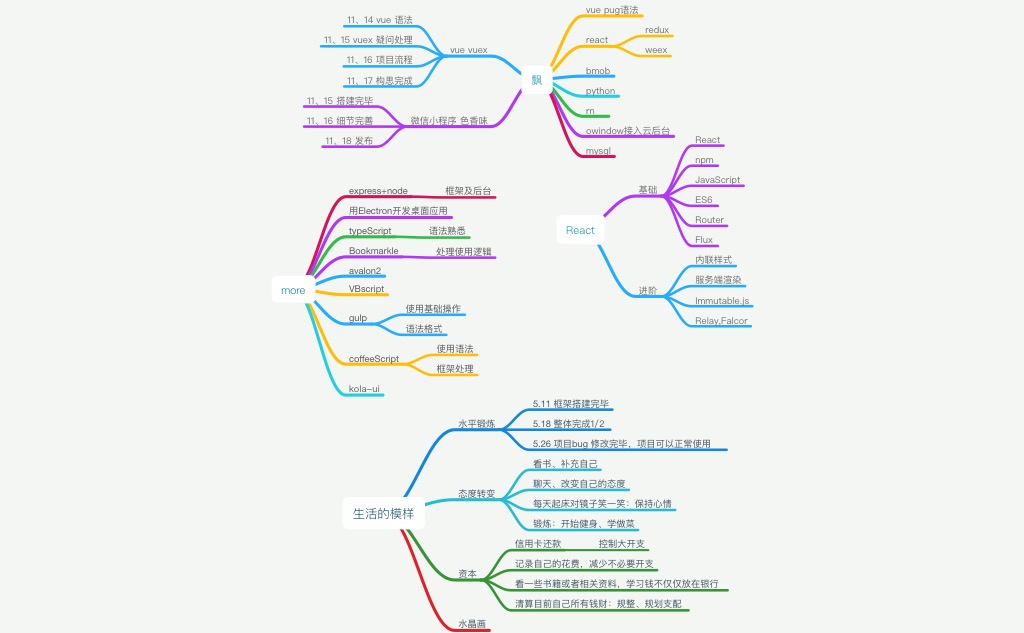 飘
vue vuex
11、14 vue 语法
11、15 vuex 疑问处理
11、16 项目流程
11、17 构思完成
微信小程序 色香味
11、15 搭建完毕
11、16 细节完善
11、18 发布
vue pug语法
react
redux
weex
bmob
python
rn
owindow接入云后台
mysql
React
基础
React
npm
JavaScript
ES6
Router
Flux
进阶
内联样式
服务端渲染
Immutable.js
Relay,Falcor
more
express+node
框架及后台
用Electron开发桌面应用
typeScript
语法熟悉
Bookmarkle
处理使用逻辑
avalon2
VBscript
gulp
使用基础操作
语法格式
coffeeScript
使用语法
框架处理
kola-ui
生活的模样
水平锻炼
5.11 框架搭建完毕
5.18 整体完成1/2
5.26 项目bug 修改完毕，项目可以正常使用
态度转变
看书、补充自己
聊天、改变自己的态度
每天起床对镜子笑一笑：保持心情
锻炼：开始健身、学做菜
资本
信用卡还款
控制大开支
记录自己的花费，减少不必要开支
看一些书籍或者相关资料，学习钱不仅仅放在银行
清算目前自己所有钱财：规整、规划支配
水晶画